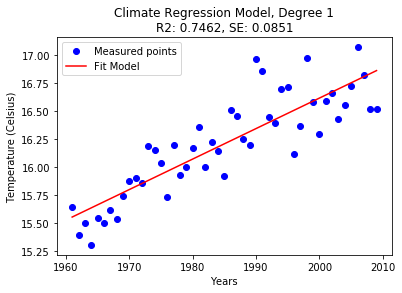 Climate Regression Model, Degree 1
R2: 0.7462, SE: 0.0851
Measured points
Fit Model
Temperature (Celsius)
17.00
16.75
16.50
16.25
16.00
15.75
15.50
15.25
1960 1970 1980 1990 2000 2010
Years